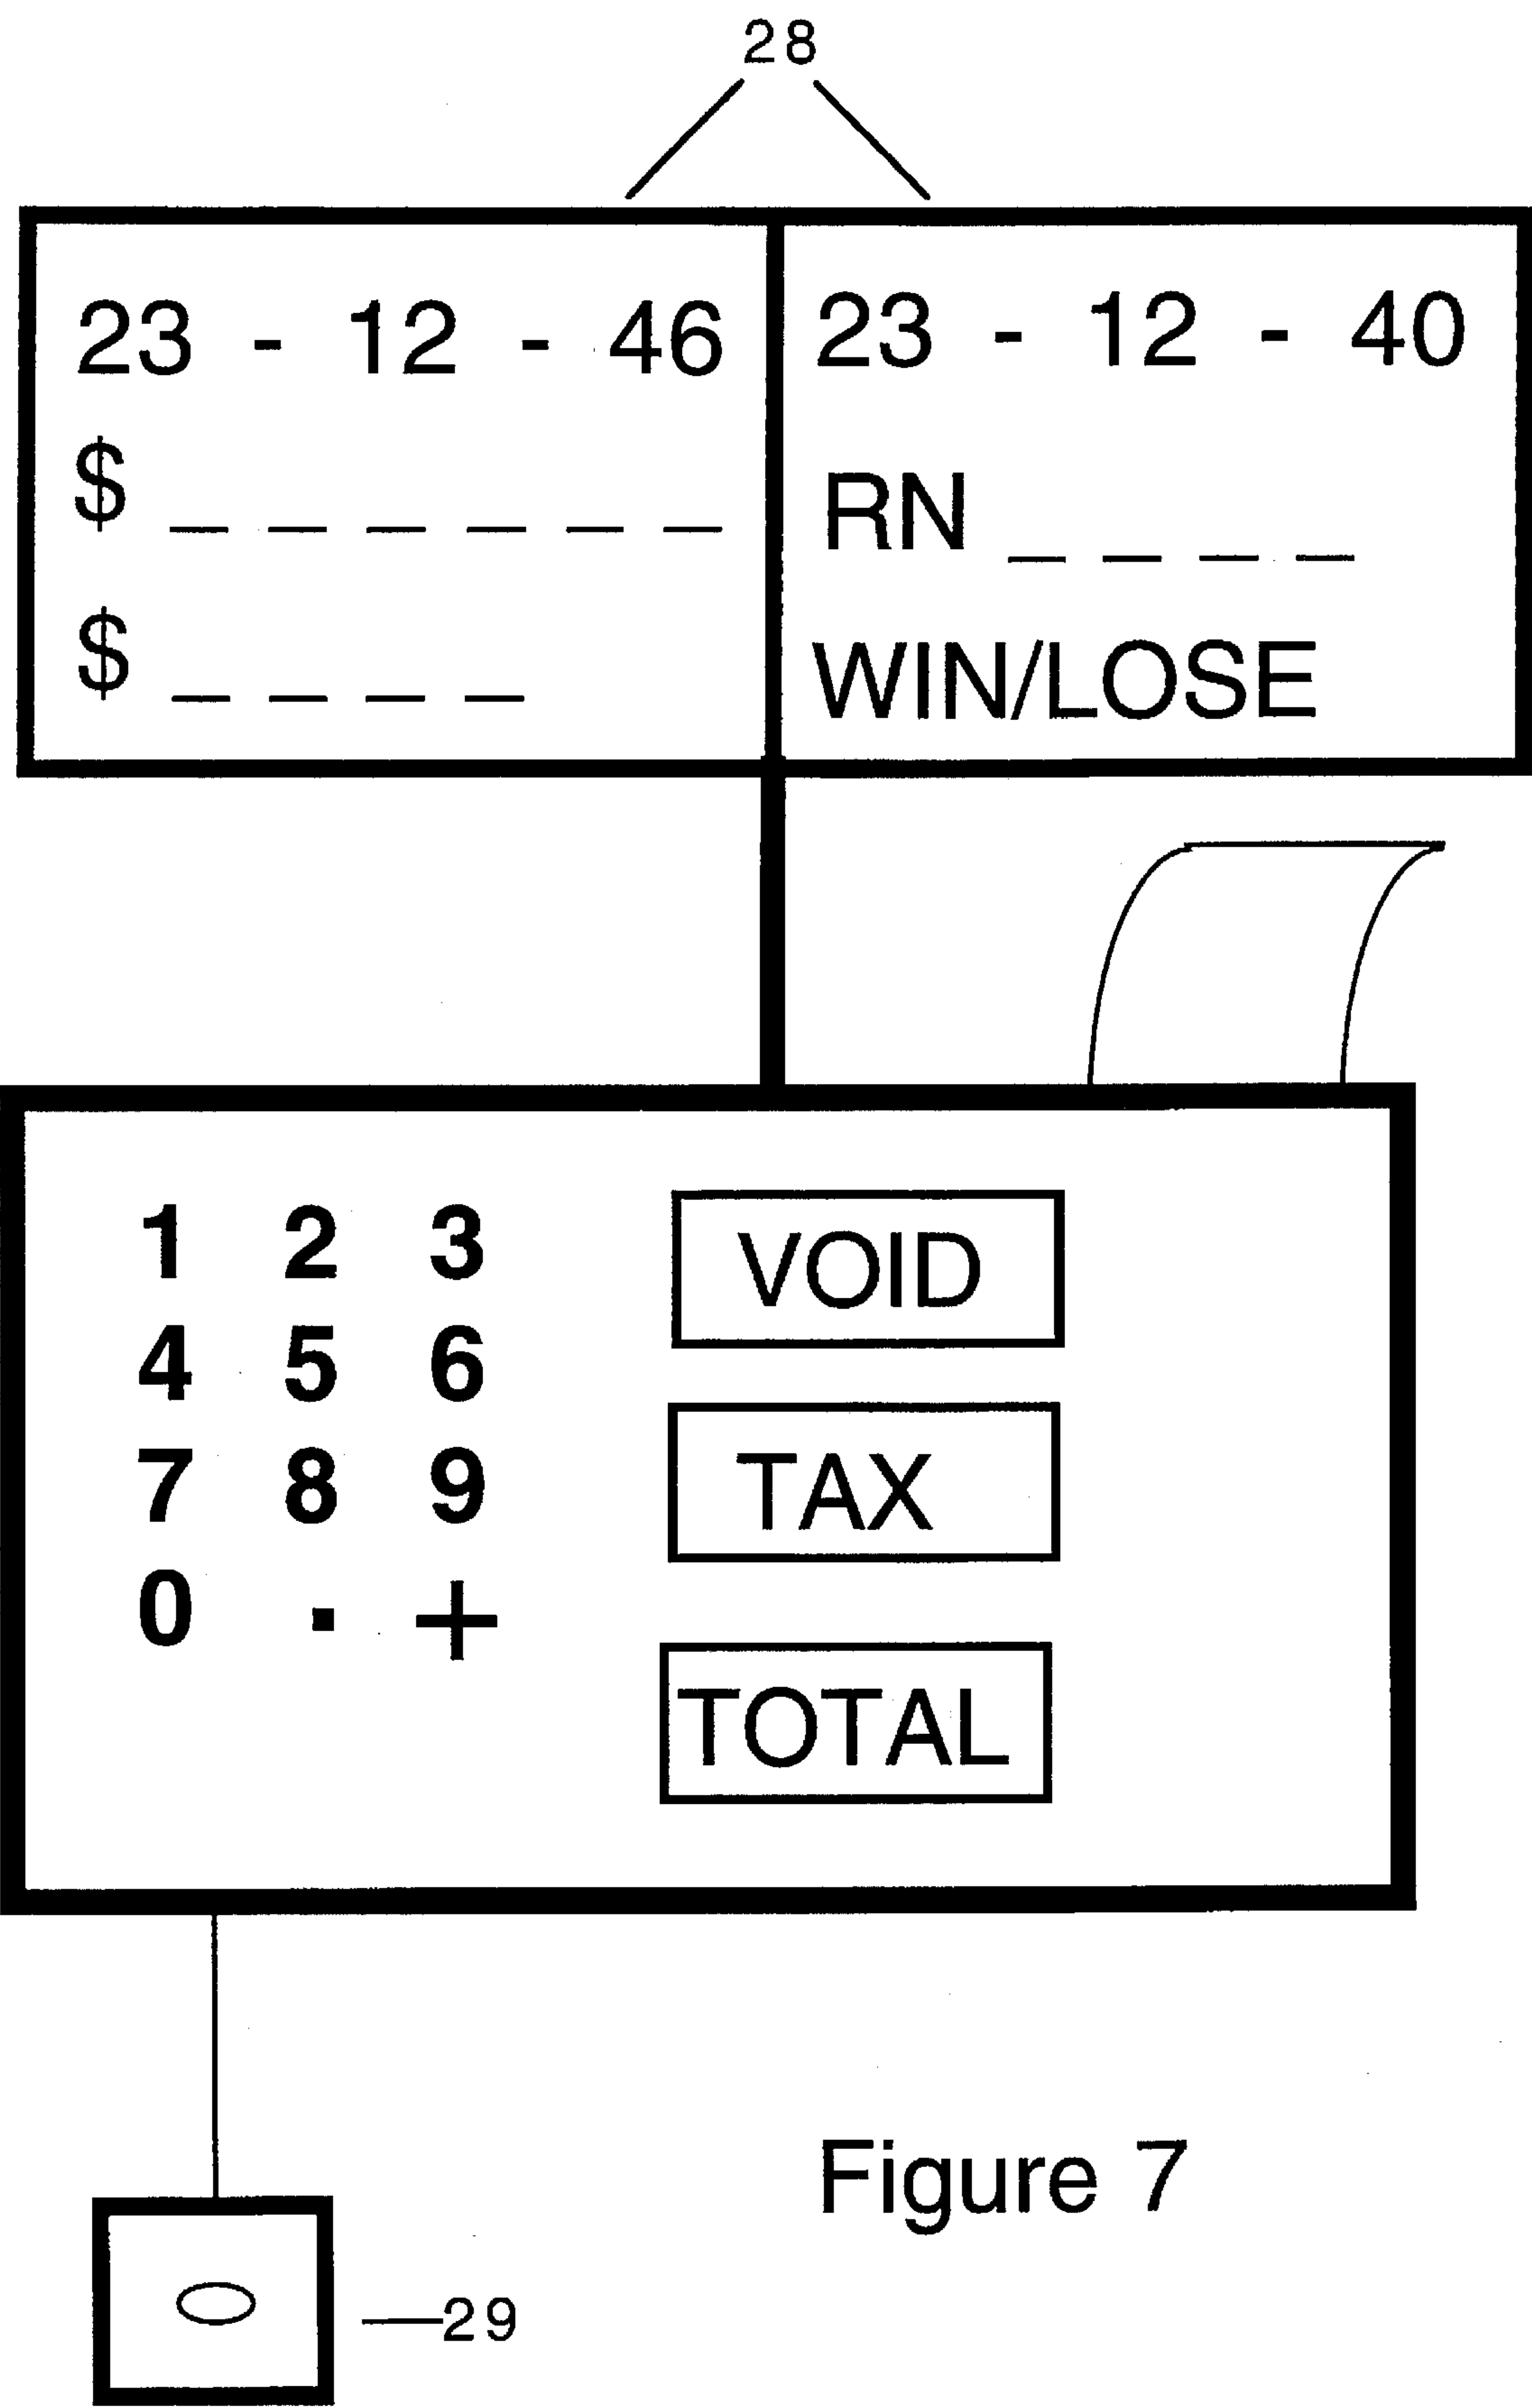 28
23 - 12 - 46
$ _ _ _ _ _ _
$ _ _ _ _
23 - 12 - 40
RN _ _ _ _
WIN/LOSE
1 2 3
4 5 6
7 8 9
0 . +
VOID
TAX
TOTAL
Figure 7
29